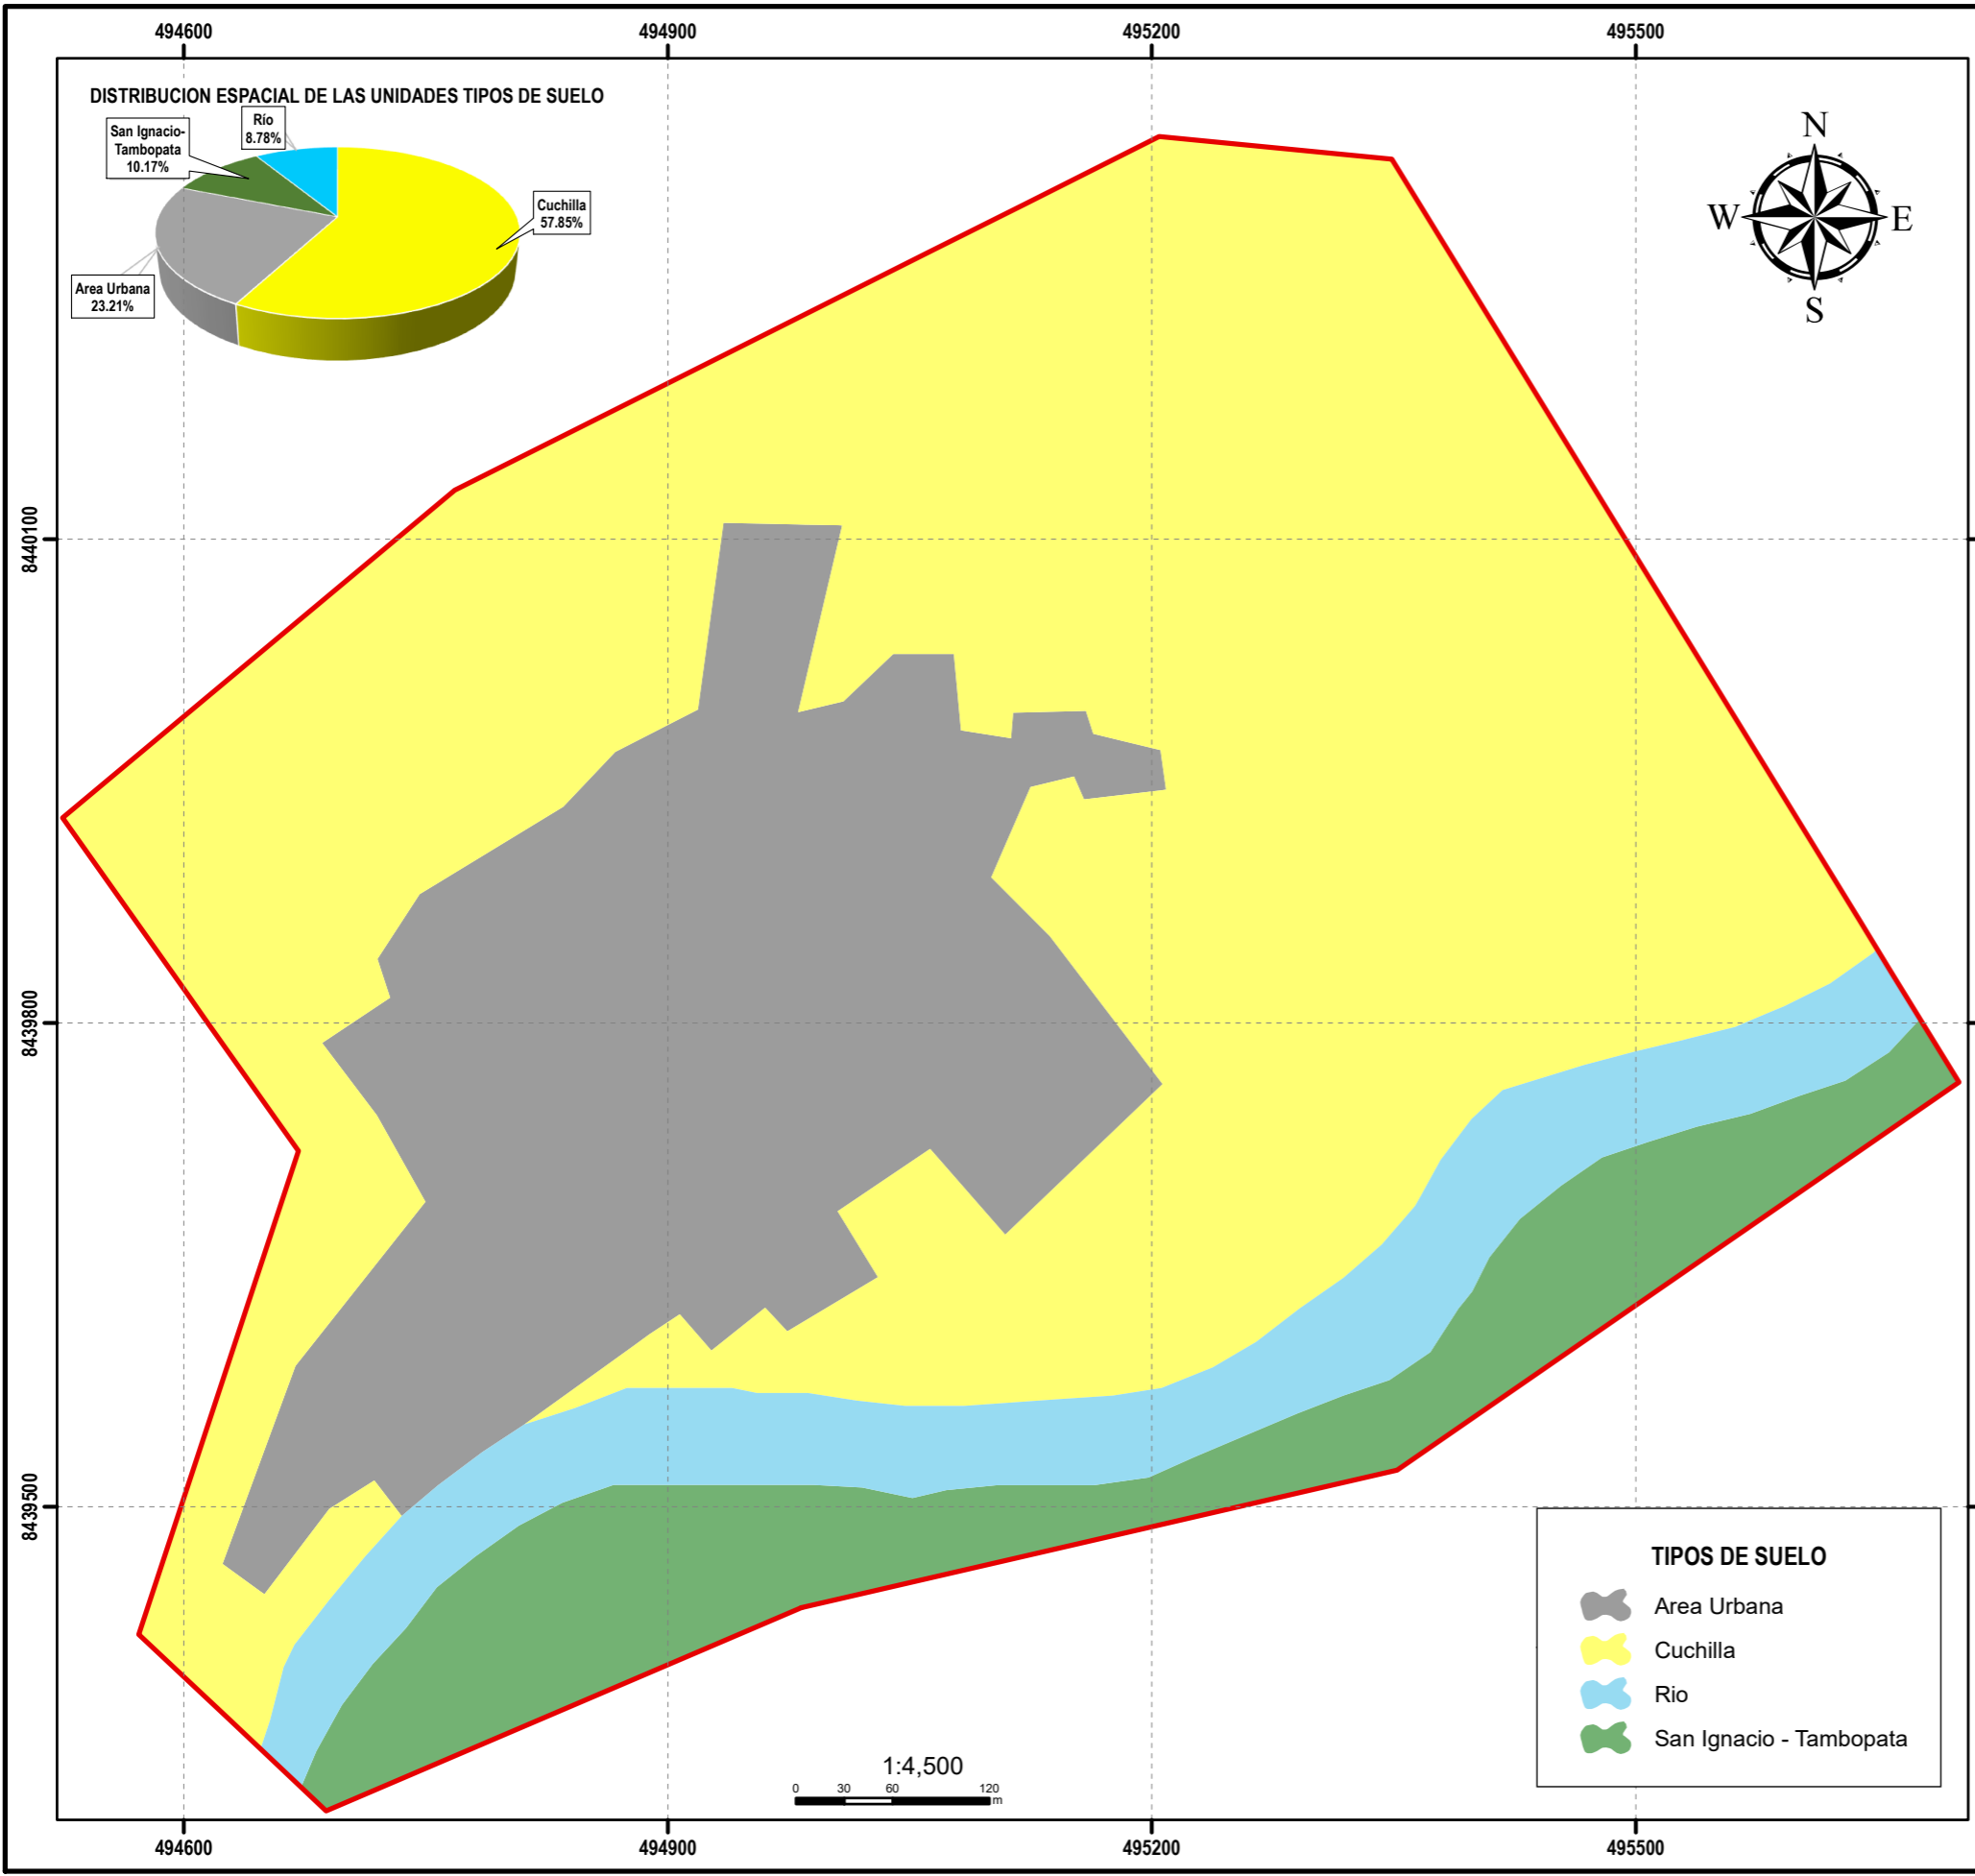 494600
494900
495200
495500
DISTRIBUCION ESPACIAL DE LAS UNIDADES TIPOS DE SUELO
Río
8.78%
San Ignacio-
Tambopata
10.17%
Cuchilla
57.85%
Area Urbana
23.21%
N
W
E
S
8440100
8439800
8439500
TIPOS DE SUELO
Area Urbana
Cuchilla
Rio
San Ignacio - Tambopata
1:4,500
0 30 60 120
m
494600
494900
495200
495500